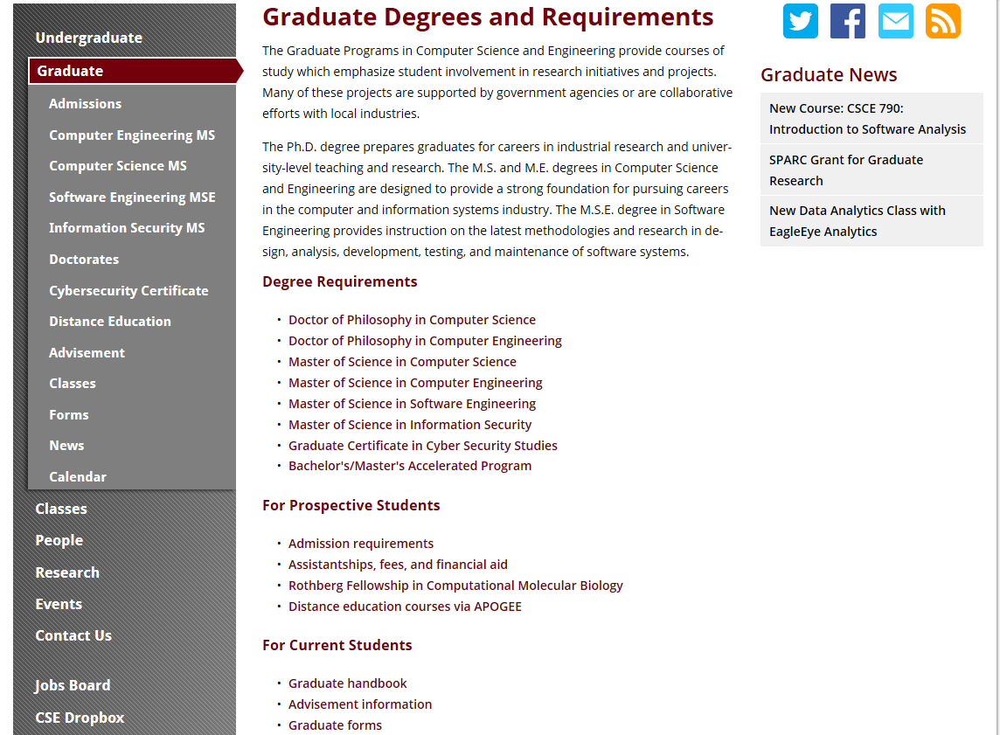 Undergraduate
Graduate
Admissions
Computer Engineering MS
Computer Science MS
Software Engineering MSE
Information Security MS
Doctorates
Cybersecurity Certificate
Distance Education
Advisement
Classes
Forms
News
Calendar
Classes
People
Research
Events
Contact Us
Jobs Board
CSE Dropbox
Graduate Degrees and Requirements
The Graduate Programs in Computer Science and Engineering provide courses of
study which emphasize student involvement in research initiatives and projects.
Many of these projects are supported by government agencies or are collaborative
efforts with local industries.
The Ph.D. degree prepares graduates for careers in industrial research and univer-
sity-level teaching and research. The M.S. and M.E. degrees in Computer Science
and Engineering are designed to provide a strong foundation for pursuing careers
in the computer and information systems industry. The M.S.E. degree in Software
Engineering provides instruction on the latest methodologies and research in de-
sign, analysis, development, testing, and maintenance of software systems.
Degree Requirements
• Doctor of Philosophy in Computer Science
• Doctor of Philosophy in Computer Engineering
• Master of Science in Computer Science
• Master of Science in Computer Engineering
• Master of Science in Software Engineering
• Master of Science in Information Security
• Graduate Certificate in Cyber Security Studies
• Bachelor's/Master's Accelerated Program
For Prospective Students
• Admission requirements
• Assistantships, fees, and financial aid
• Rothberg Fellowship in Computational Molecular Biology
• Distance education courses via APOGEE
For Current Students
• Graduate handbook
• Advisement information
• Graduate forms
Graduate News
New Course: CSCE 790:
Introduction to Software Analysis
SPARC Grant for Graduate
Research
New Data Analytics Class with
EagleEye Analytics